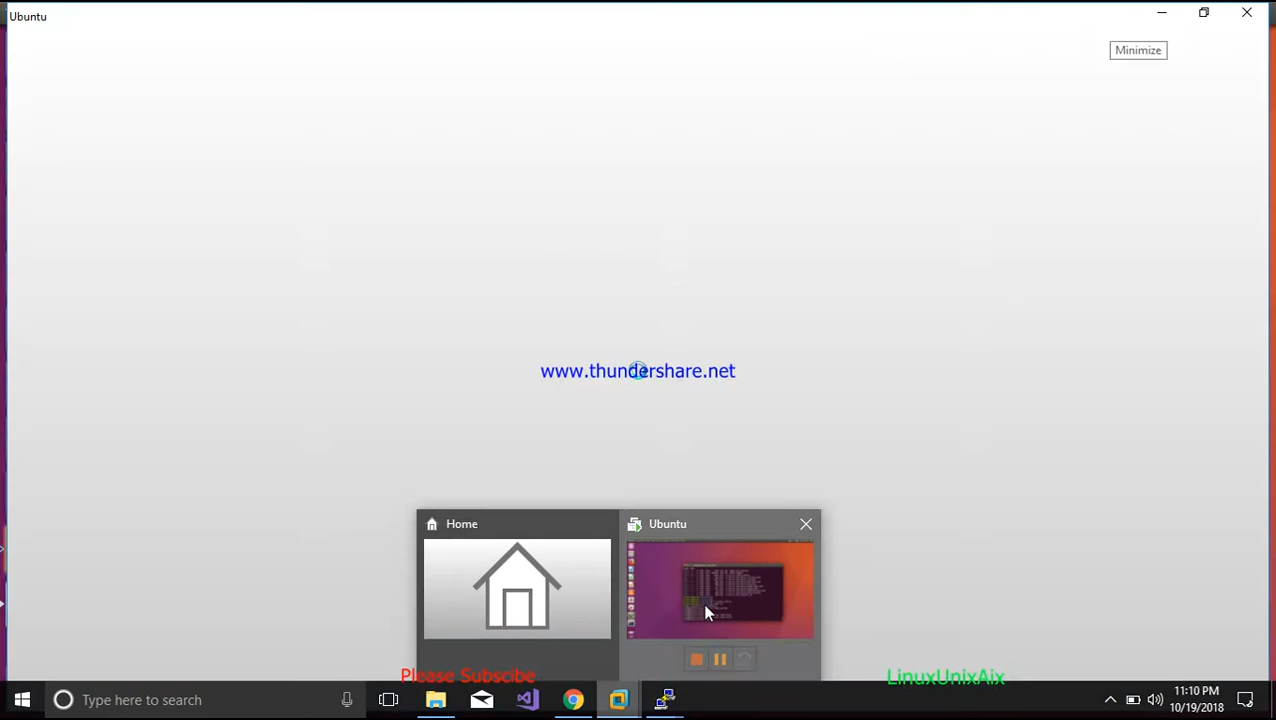 Ubuntu
Minimize
www.thundershare.net
Home
Ubuntu
Please Subscibe
LinuxUnixAix
Type here to search
11:10 PM
10/19/2018